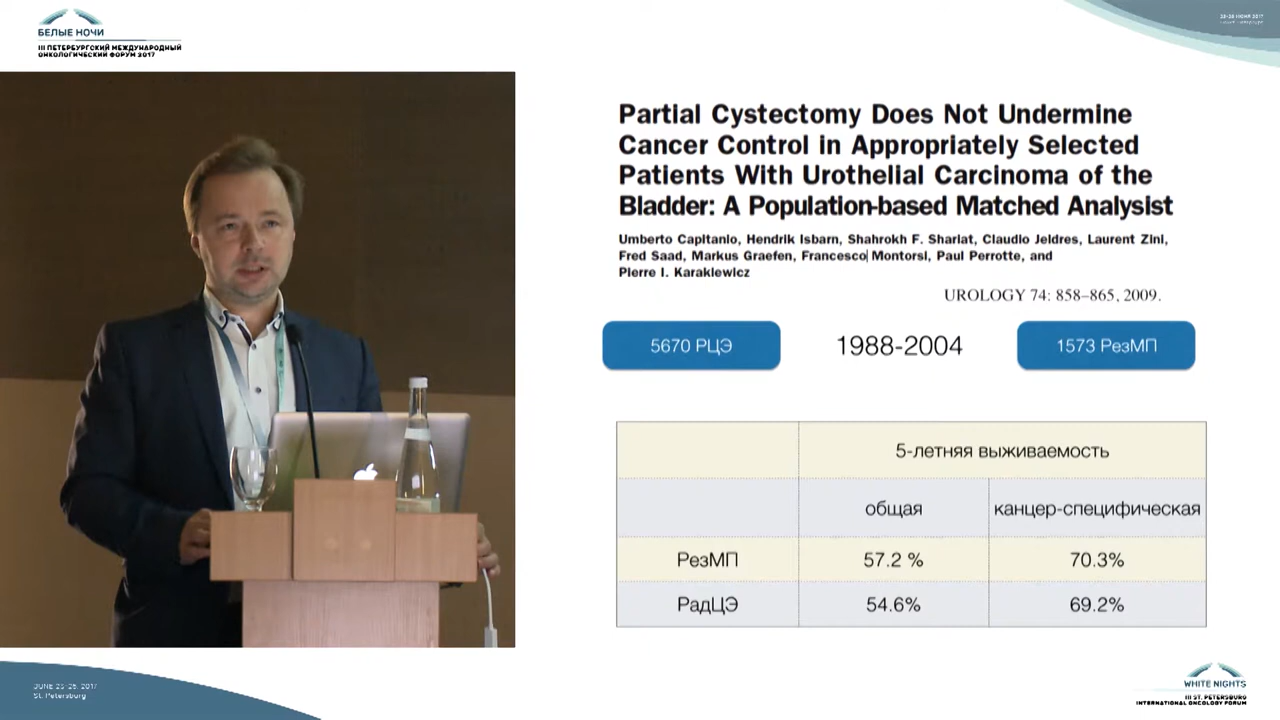 БЕЛЫЕ НОЧИ
III ПЕТЕРБУРГСКИЙ МЕЖДУНАРОДНЫЙ
ОНКОЛОГИЧЕСКИЙ ФОРУМ 2017
Partial Cystectomy Does Not Undermine
Cancer Control in Appropriately Selected
Patients With Urothelial Carcinoma of the
Bladder: A Population-based Matched Analysist
Umberto Capitanio, Hendrik Isbarn, Shahrokh F. Shariat, Claudio Jeldres, Laurent Zini,
Fred Saad, Markus Graefen, Francesco Montorsi, Paul Perrotte, and
Pierre I. Karakiewicz
UROLOGY 74: 858–865, 2009.
5670 РЦЭ 1988-2004 1573 РезМП
5-летняя выживаемость
общая канцер-специфическая
РезМП 57.2 % 70.3%
РадЦЭ 54.6% 69.2%
JUNE 23-25, 2017
St. Petersburg
WHITE NIGHTS
III ST. PETERSBURG
INTERNATIONAL ONCOLOGY FORUM